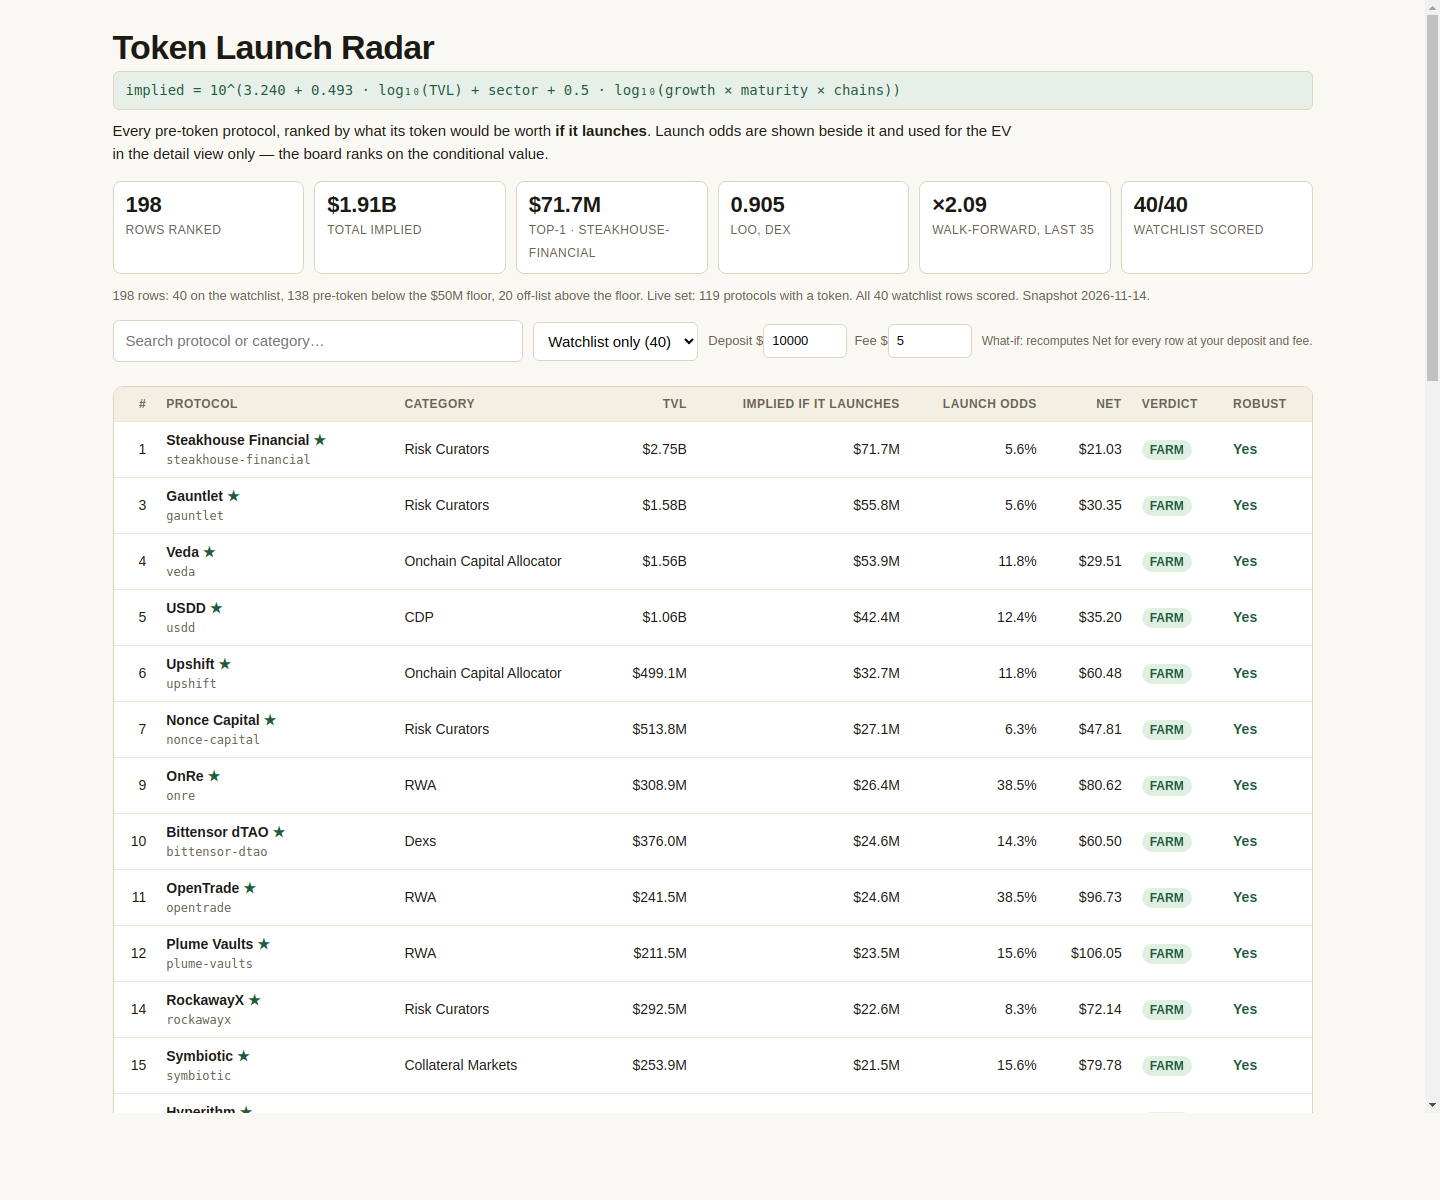 Token Launch Radar
implied = 10^(3.240 + 0.493 · log₁₀(TVL) + sector + 0.5 · log₁₀(growth × maturity × chains))
Every pre-token protocol, ranked by what its token would be worth if it launches. Launch odds are shown beside it and used for the EV
in the detail view only — the board ranks on the conditional value.
198
ROWS RANKED
$1.91B
TOTAL IMPLIED
$71.7M
TOP-1 · STEAKHOUSE-
FINANCIAL
0.905
LOO, DEX
×2.09
WALK-FORWARD, LAST 35
40/40
WATCHLIST SCORED
198 rows: 40 on the watchlist, 138 pre-token below the $50M floor, 20 off-list above the floor. Live set: 119 protocols with a token. All 40 watchlist rows scored. Snapshot 2026-11-14.
Search protocol or category… Watchlist only (40) Deposit $ 10000 Fee $ 5 What-if: recomputes Net for every row at your deposit and fee.
# PROTOCOL CATEGORY TVL IMPLIED IF IT LAUNCHES LAUNCH ODDS NET VERDICT ROBUST
1 Steakhouse Financial ★ Risk Curators $2.75B $71.7M 5.6% $21.03 FARM Yes
steakhouse-financial
3 Gauntlet ★ Risk Curators $1.58B $55.8M 5.6% $30.35 FARM Yes
gauntlet
4 Veda ★ Onchain Capital Allocator $1.56B $53.9M 11.8% $29.51 FARM Yes
veda
5 USDD ★ CDP $1.06B $42.4M 12.4% $35.20 FARM Yes
usdd
6 Upshift ★ Onchain Capital Allocator $499.1M $32.7M 11.8% $60.48 FARM Yes
upshift
7 Nonce Capital ★ Risk Curators $513.8M $27.1M 6.3% $47.81 FARM Yes
nonce-capital
9 OnRe ★ RWA $308.9M $26.4M 38.5% $80.62 FARM Yes
onre
10 Bittensor dTAO ★ Dexs $376.0M $24.6M 14.3% $60.50 FARM Yes
bittensor-dtao
11 OpenTrade ★ RWA $241.5M $24.6M 38.5% $96.73 FARM Yes
opentrade
12 Plume Vaults ★ RWA $211.5M $23.5M 15.6% $106.05 FARM Yes
plume-vaults
14 RockawayX ★ Risk Curators $292.5M $22.6M 8.3% $72.14 FARM Yes
rockawayx
15 Symbiotic ★ Collateral Markets $253.9M $21.5M 15.6% $79.78 FARM Yes
symbiotic
Hyperithm ★